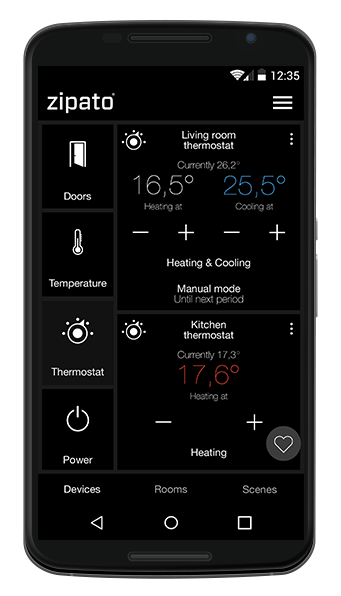 12:35
zipato®
Doors
Temperature
Thermostat
Power
Living room
thermostat
Currently 26,2°
16,5° 25,5°
Heating at Cooling at
— + — +
Heating & Cooling
Manual mode
Until next period
Kitchen
thermostat
Currently 17,3°
17,6°
Heating at
— +
Heating
Devices Rooms Scenes